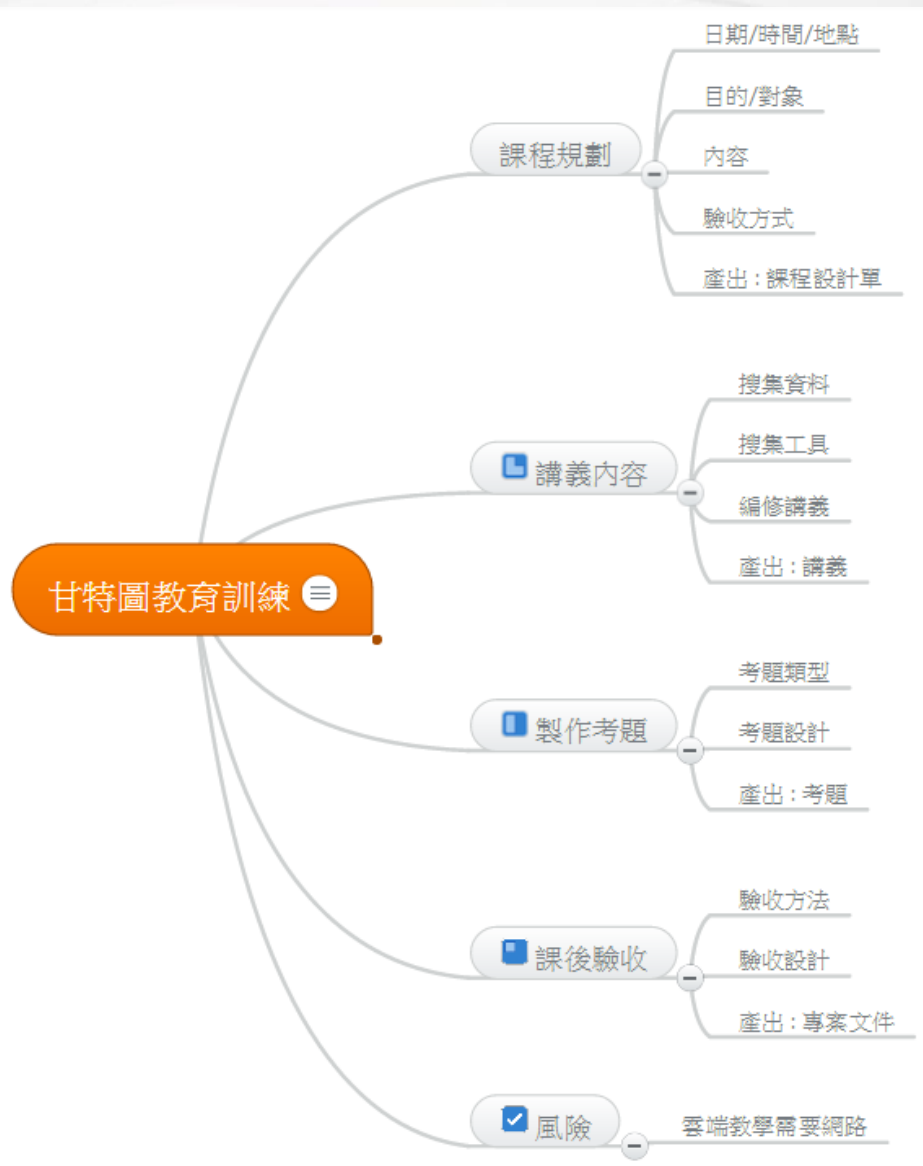 甘特圖教育訓練
課程規劃
日期/時間/地點
目的/對象
內容
驗收方式
產出：課程設計單
講義內容
搜集資料
搜集工具
編修講義
產出：講義
製作考題
考題類型
考題設計
產出：考題
課後驗收
驗收方法
驗收設計
產出：專案文件
風險
雲端教學需要網路